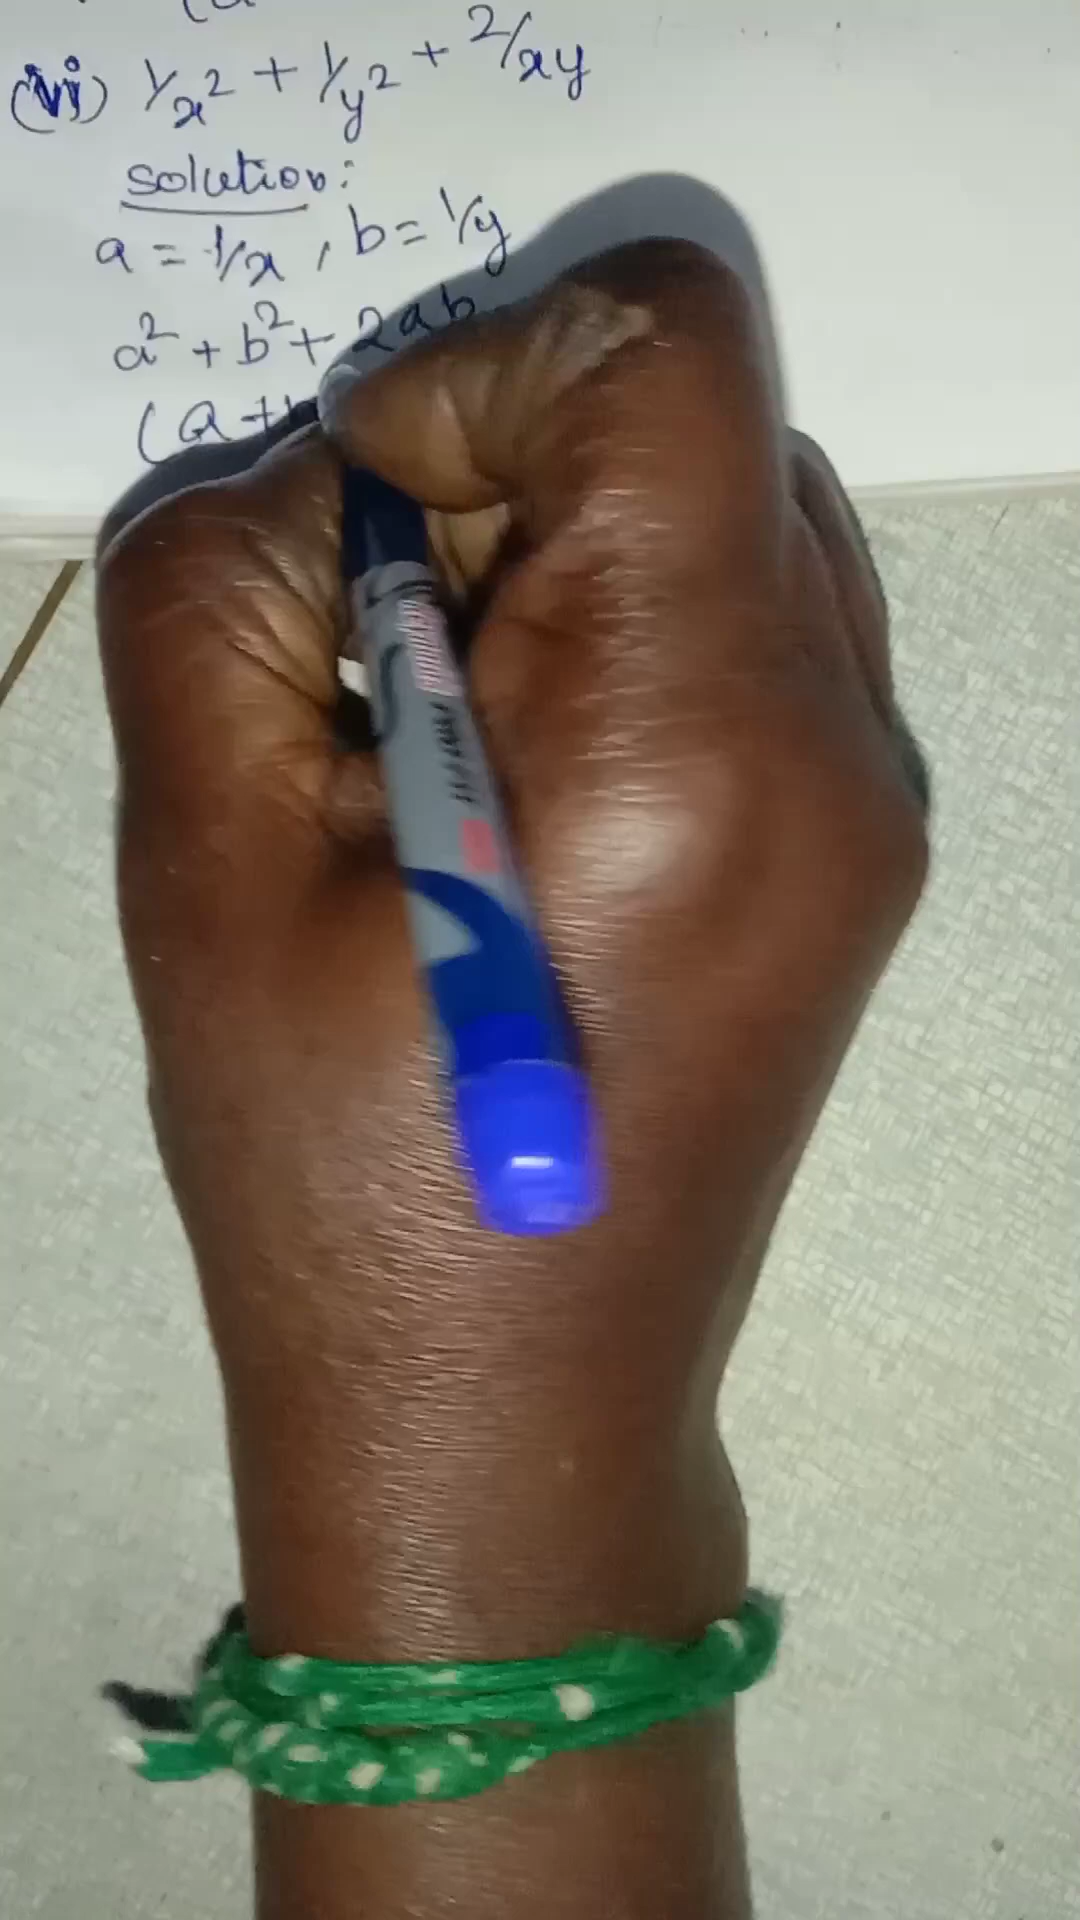 (vi) 1/x² + 1/y² + 2/xy
solution:
a = 1/x , b = 1/y
a² + b² + 2ab
(a +